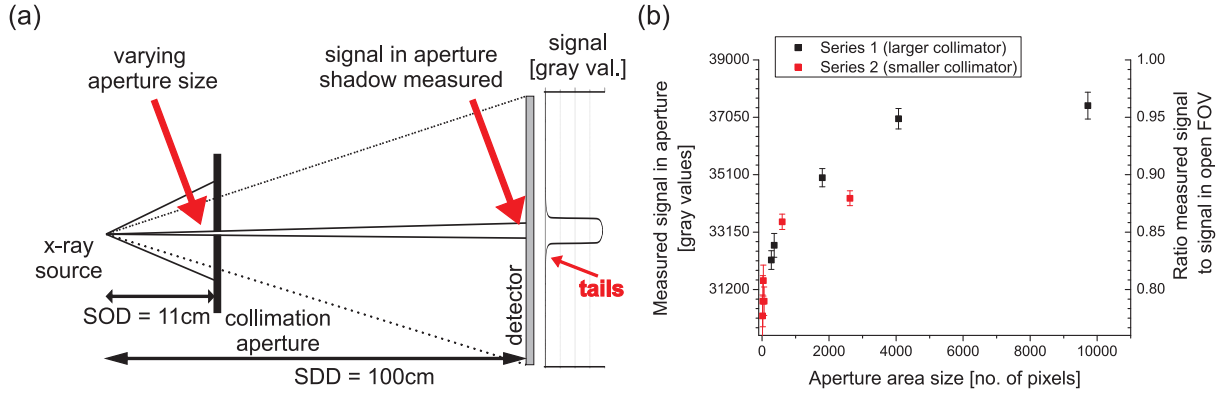 (a)
varying
aperture size
signal in aperture
shadow measured
signal
[gray val.]
x-ray
source
SOD = 11cm
collimation
aperture
SDD = 100cm
detector
tails
(b)
Series 1 (larger collimator)
Series 2 (smaller collimator)
Measured signal in aperture
[gray values]
39000
37050
35100
33150
31200
1.00
0.95
0.90
0.85
0.80
Ratio measured signal
to signal in open FOV
0 2000 4000 6000 8000 10000
Aperture area size [no. of pixels]